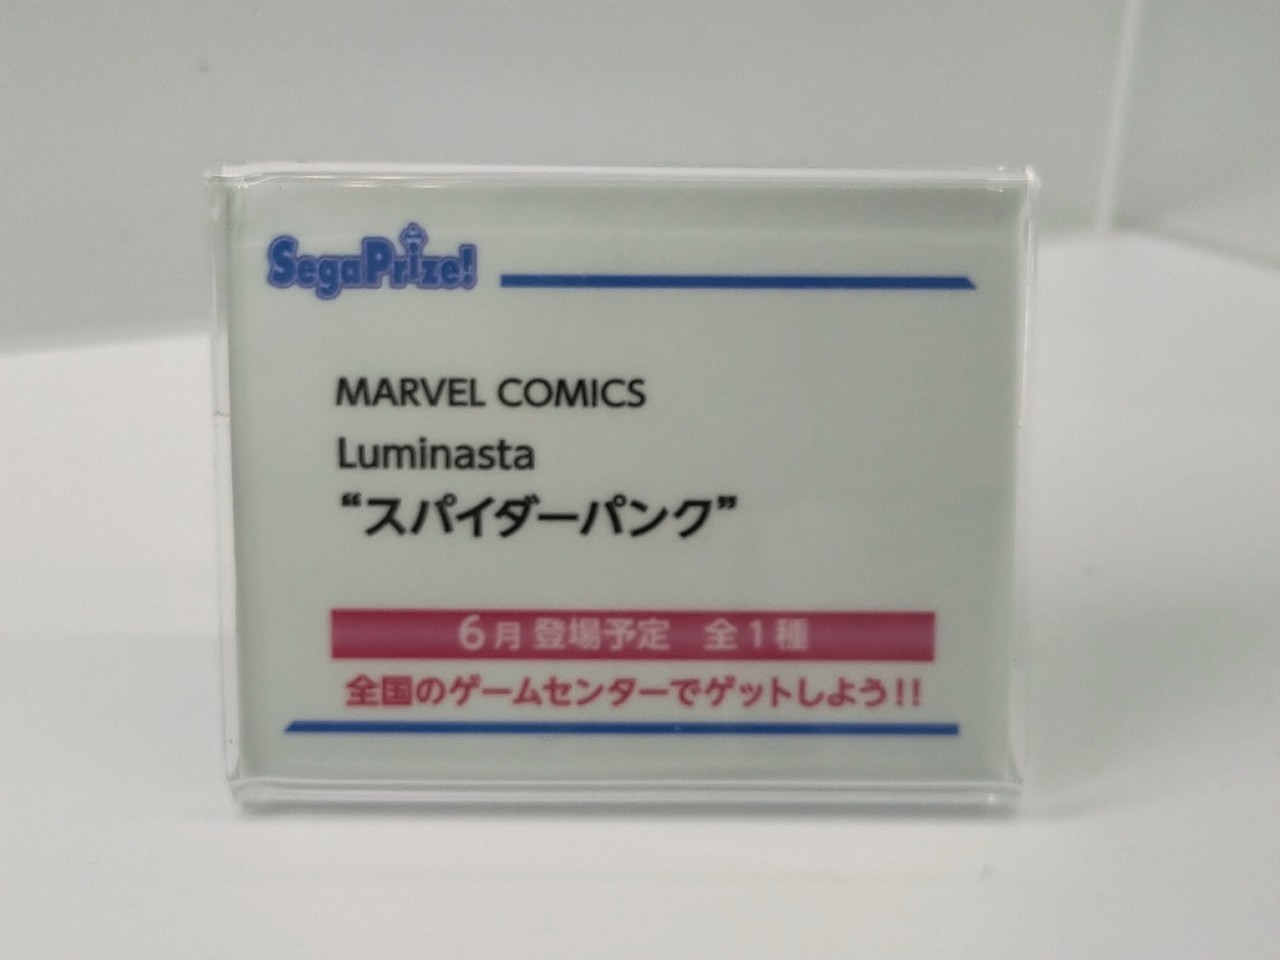 SegaPrize!
MARVEL COMICS
Luminasta
“スパイダーパンク”
6月 登場予定　全1種
全国のゲームセンターでゲットしよう!!